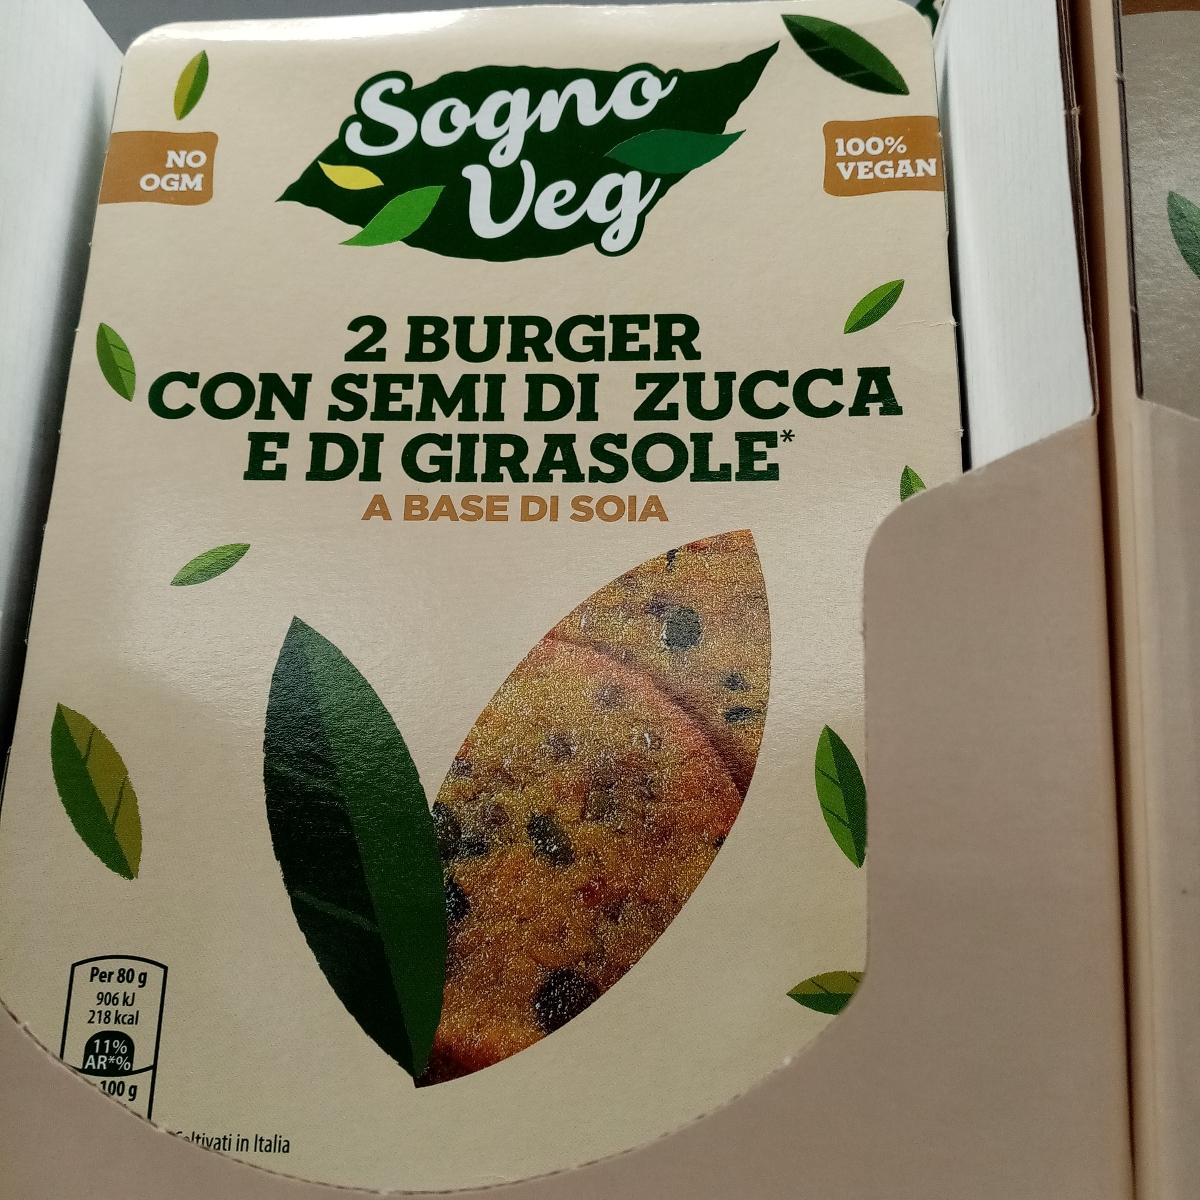 Sogno
Veg
NO
OGM
100%
VEGAN
2 BURGER
CON SEMI DI ZUCCA
E DI GIRASOLE*
A BASE DI SOIA
Per 80 g
906 kJ
218 kcal
11%
AR*%
100 g
in Italia